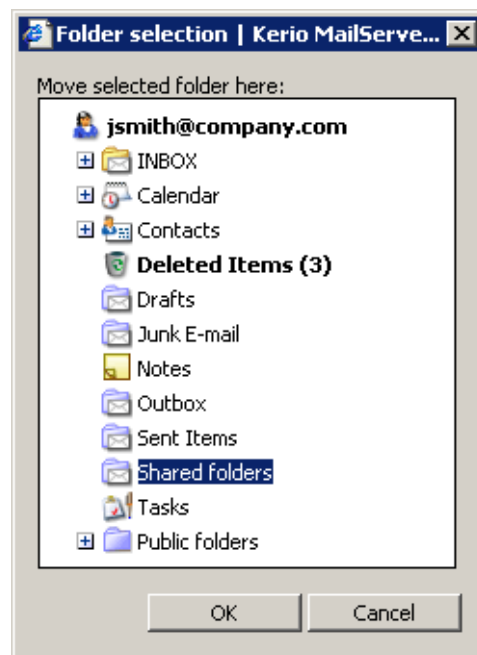 Folder selection | Kerio MailServe...
Move selected folder here:
jsmith@company.com
INBOX
Calendar
Contacts
Deleted Items (3)
Drafts
Junk E-mail
Notes
Outbox
Sent Items
Shared folders
Tasks
Public folders
OK Cancel